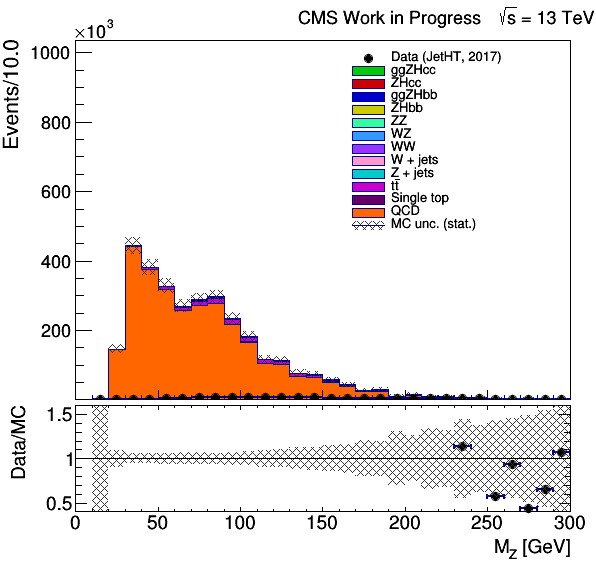 CMS Work in Progress √s = 13 TeV
×10³
Events/10.0
1000
800
600
400
200
Data (JetHT, 2017)
ggZHcc
ZHcc
ggZHbb
ZHbb
ZZ
WZ
WW
W + jets
Z + jets
tt̄
Single top
QCD
MC unc. (stat.)
Data/MC
1.5
1
0.5
0 50 100 150 200 250 300
M_Z [GeV]